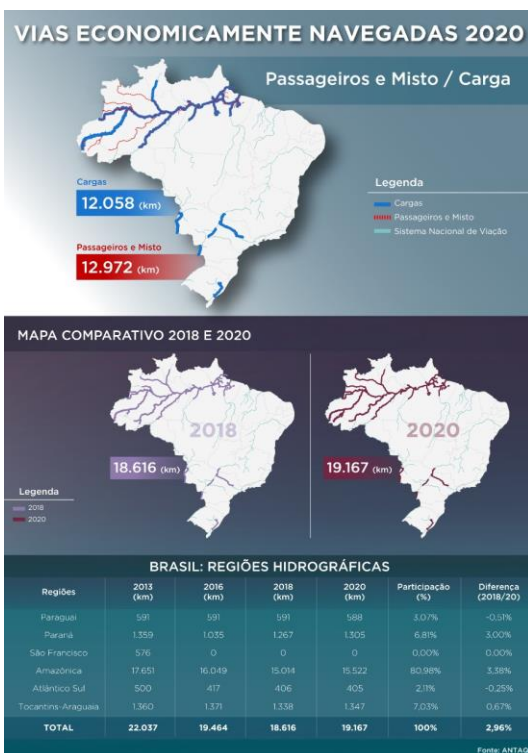 VIAS ECONOMICAMENTE NAVEGADAS 2020
Passageiros e Misto / Carga
Cargas
12.058 (km)
Passageiros e Misto
12.972 (km)
Legenda
Cargas
Passageiros e Misto
Sistema Nacional de Viação
MAPA COMPARATIVO 2018 E 2020
2018
18.616 (km)
2020
19.167 (km)
Legenda
2018
2020
BRASIL: REGIÕES HIDROGRÁFICAS
Regiões 2013 (km) 2016 (km) 2018 (km) 2020 (km) Participação (%) Diferença (2018/20)
Paraguai 591 591 591 588 3,07% -0,51%
Paraná 1.359 1.035 1.267 1.305 6,81% 3,00%
São Francisco 576 0 0 0 0,00% 0,00%
Amazônica 17.651 16.049 15.014 15.522 80,98% 3,38%
Atlântico Sul 500 417 406 405 2,11% -0,25%
Tocantins-Araguaia 1.360 1.371 1.338 1.347 7,03% 0,67%
TOTAL 22.037 19.464 18.616 19.167 100% 2,96%
Fonte: ANTAQ